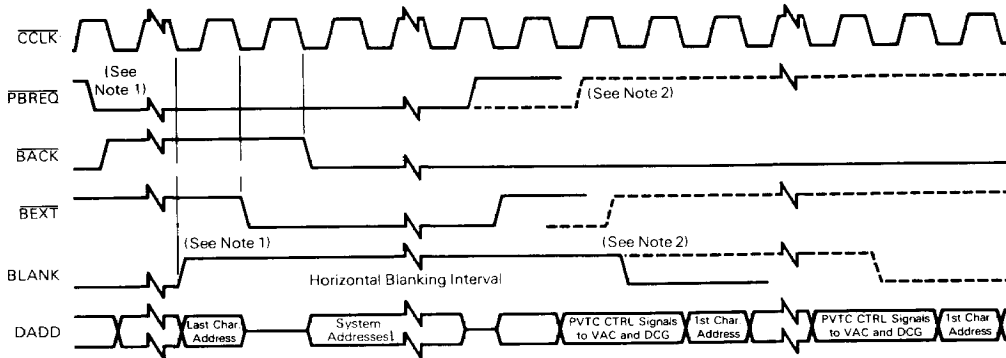 CCLK
(See
Note 1)
PBREQ
(See Note 2)
BACK
BEXT
(See Note 1)
(See Note 2)
BLANK
Horizontal Blanking Interval
DADD
Last Char.
Address
System
Addresses1
PVTC CTRL Signals
to VAC and DCG
1st Char.
Address
PVTC CTRL Signals
to VAC and DCG
1st Char.
Address